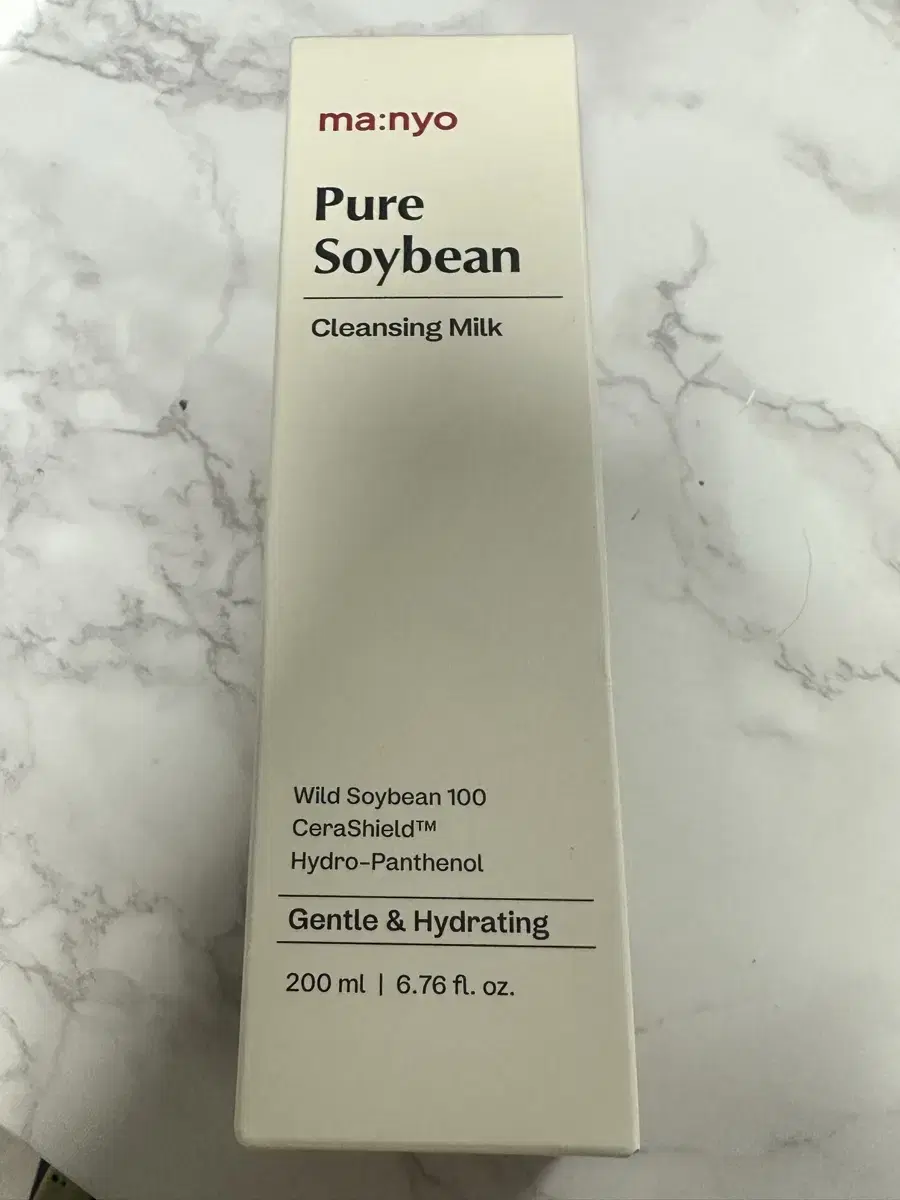 ma:nyo
Pure
Soybean
Cleansing Milk
Wild Soybean 100
CeraShield™
Hydro-Panthenol
Gentle & Hydrating
200 ml | 6.76 fl. oz.